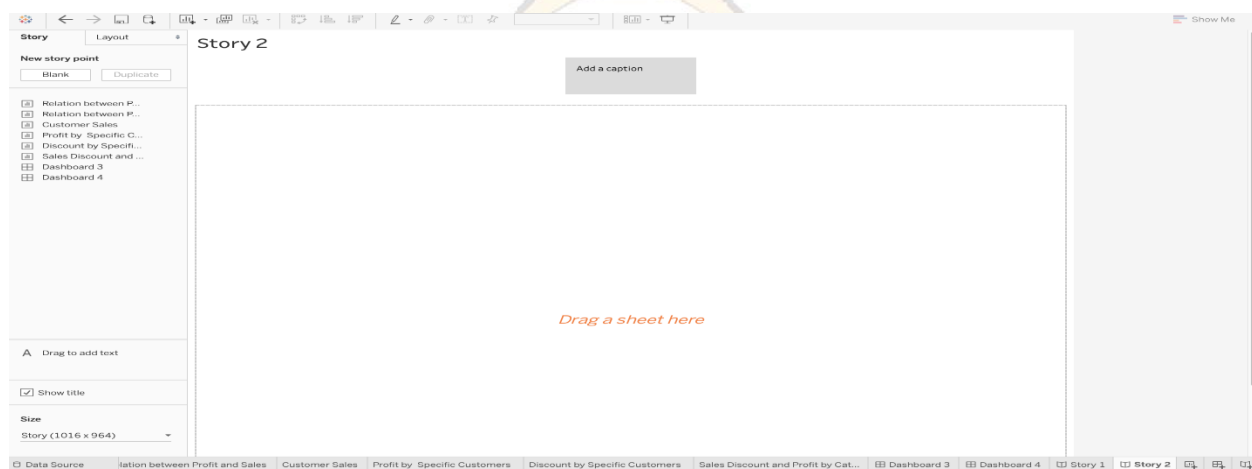 Show Me
Story Layout
Story 2
New story point
Blank Duplicate
Add a caption
Relation between P...
Relation between P...
Customer Sales
Profit by Specific C...
Discount by Specifi...
Sales Discount and ...
Dashboard 3
Dashboard 4
Drag a sheet here
A Drag to add text
Show title
Size
Story (1016 x 964)
Data Source lation between Profit and Sales Customer Sales Profit by Specific Customers Discount by Specific Customers Sales Discount and Profit by Cat... Dashboard 3 Dashboard 4 Story 1 Story 2